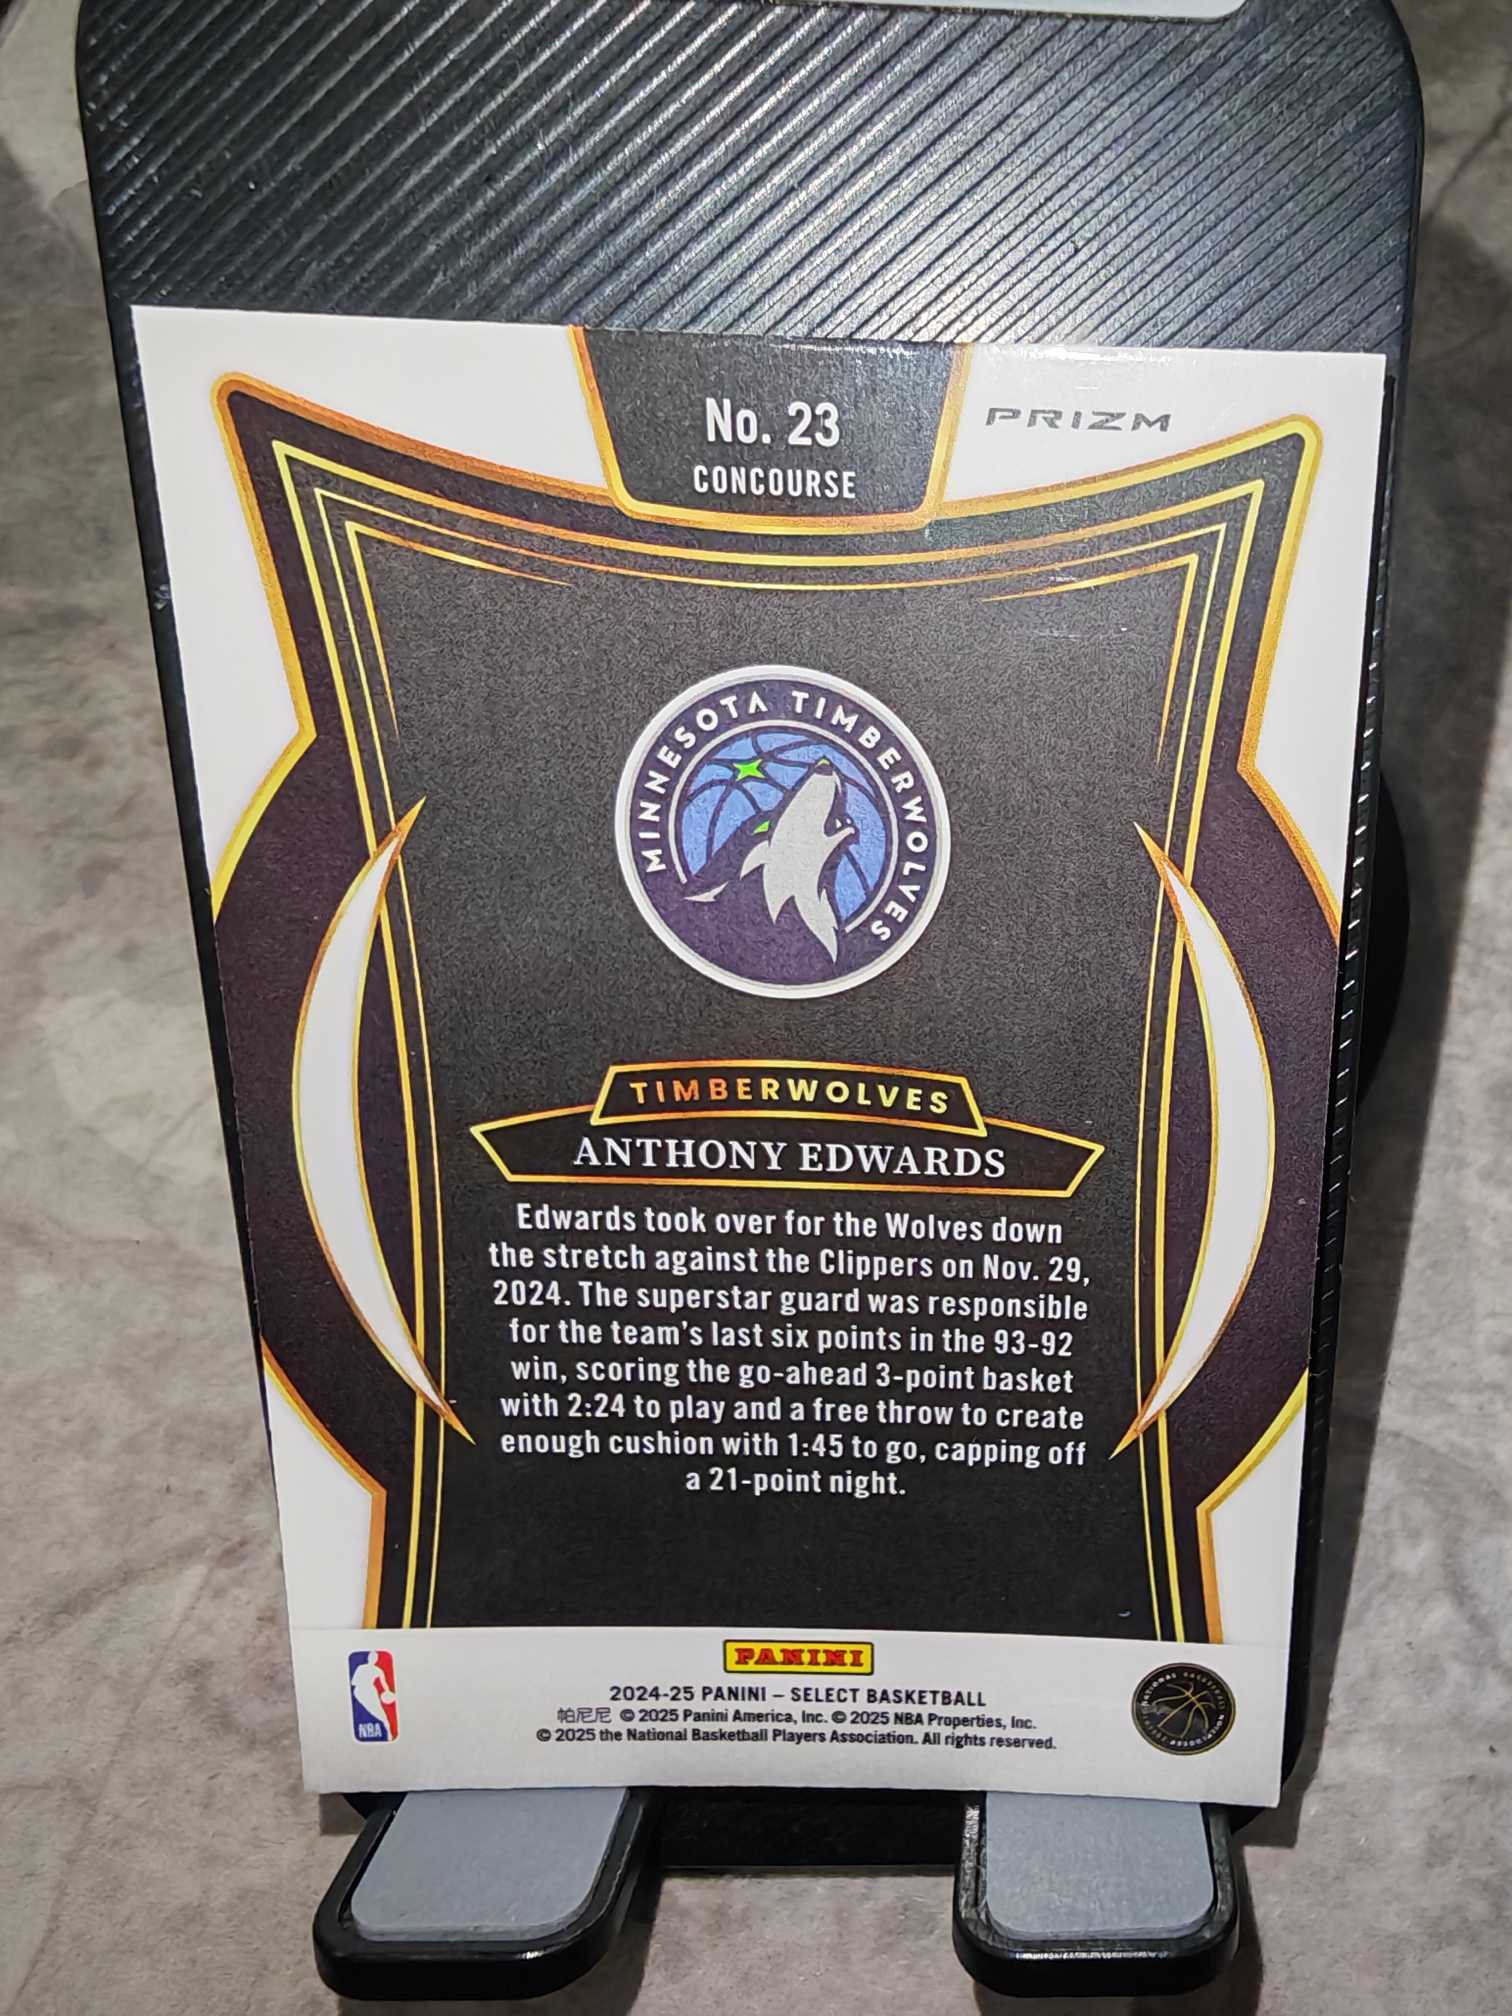 No. 23
CONCOURSE
PRIZM
MINNESOTA TIMBERWOLVES
TIMBERWOLVES
ANTHONY EDWARDS
Edwards took over for the Wolves down
the stretch against the Clippers on Nov. 29,
2024. The superstar guard was responsible
for the team's last six points in the 93-92
win, scoring the go-ahead 3-point basket
with 2:24 to play and a free throw to create
enough cushion with 1:45 to go, capping off
a 21-point night.
PANINI
2024-25 PANINI – SELECT BASKETBALL
帕尼尼 © 2025 Panini America, Inc. © 2025 NBA Properties, Inc.
© 2025 the National Basketball Players Association. All rights reserved.
NBA
NATIONAL BASKETBALL